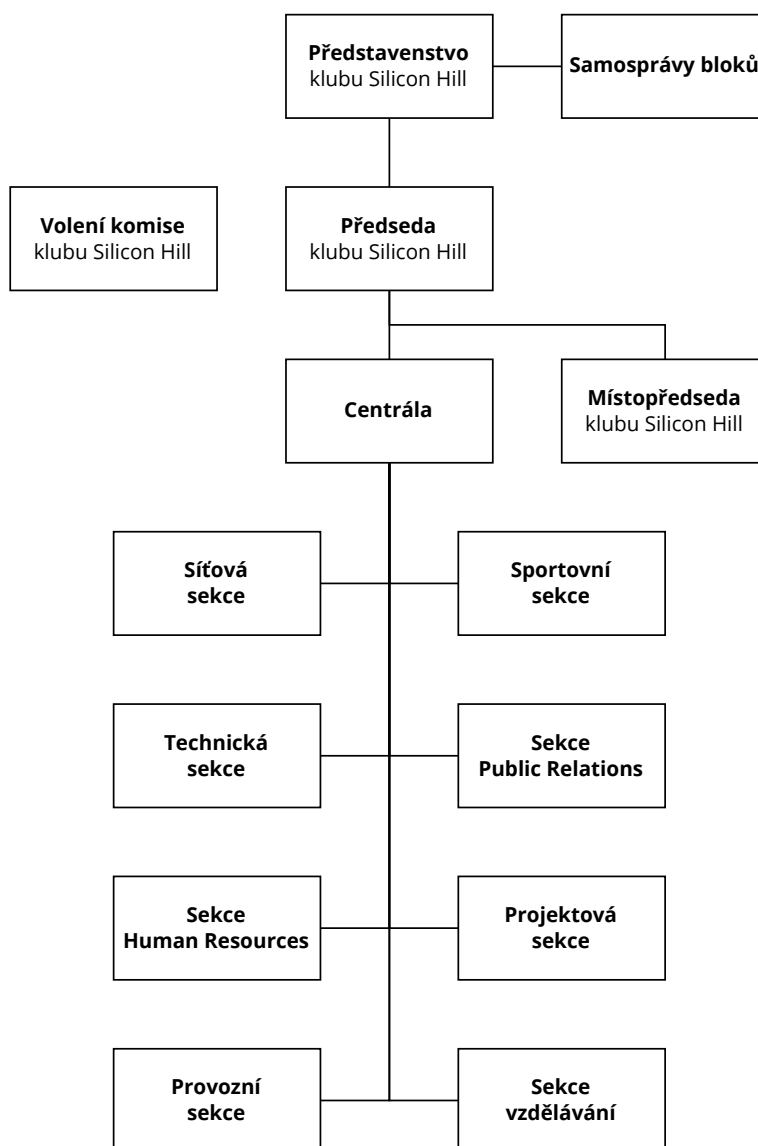 Představenstvo
klubu Silicon Hill
Samosprávy bloků
Volení komise
klubu Silicon Hill
Předseda
klubu Silicon Hill
Centrála
Místopředseda
klubu Silicon Hill
Síťová
sekce
Sportovní
sekce
Technická
sekce
Sekce
Public Relations
Sekce
Human Resources
Projektová
sekce
Provozní
sekce
Sekce
vzdělávání